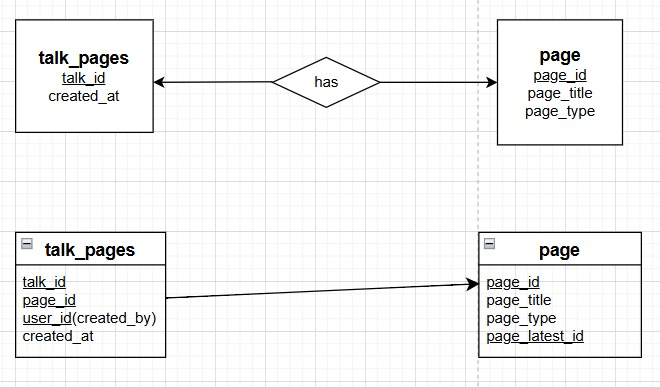 talk_pages
talk_id
created_at
has
page
page_id
page_title
page_type
talk_pages
talk_id
page_id
user_id(created_by)
created_at
page
page_id
page_title
page_type
page_latest_id